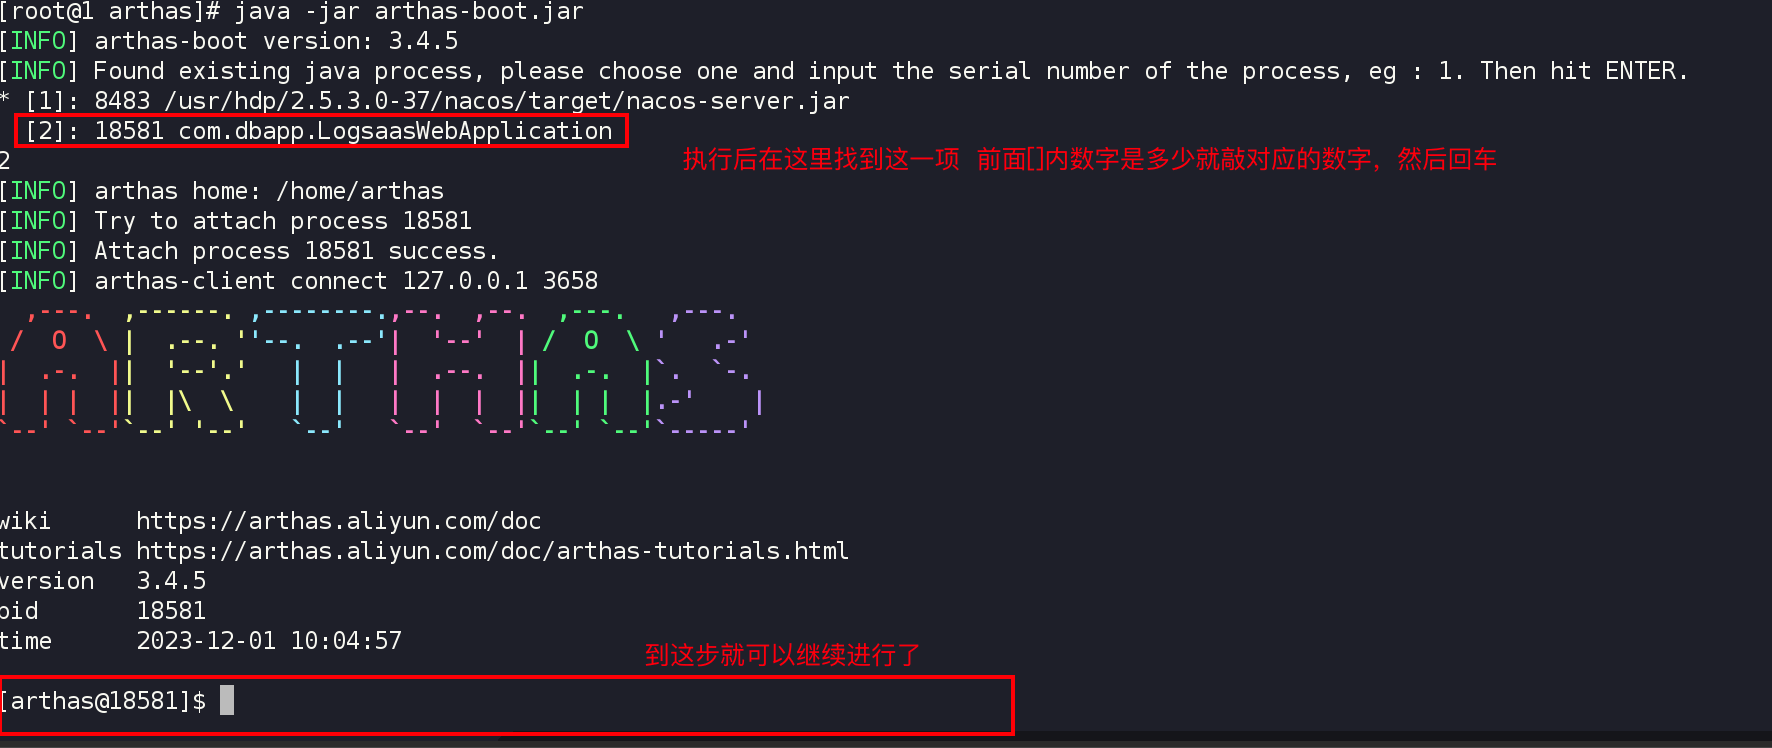 [root@1 arthas]# java -jar arthas-boot.jar
[INFO] arthas-boot version: 3.4.5
[INFO] Found existing java process, please choose one and input the serial number of the process, eg : 1. Then hit ENTER.
* [1]: 8483 /usr/hdp/2.5.3.0-37/nacos/target/nacos-server.jar
[2]: 18581 com.dbapp.LogsaasWebApplication
执行后在这里找到这一项 前面[]内数字是多少就敲对应的数字，然后回车
2
[INFO] arthas home: /home/arthas
[INFO] Try to attach process 18581
[INFO] Attach process 18581 success.
[INFO] arthas-client connect 127.0.0.1 3658
ARTHAS
wiki https://arthas.aliyun.com/doc
tutorials https://arthas.aliyun.com/doc/arthas-tutorials.html
version 3.4.5
pid 18581
time 2023-12-01 10:04:57
到这步就可以继续进行了
[arthas@18581]$